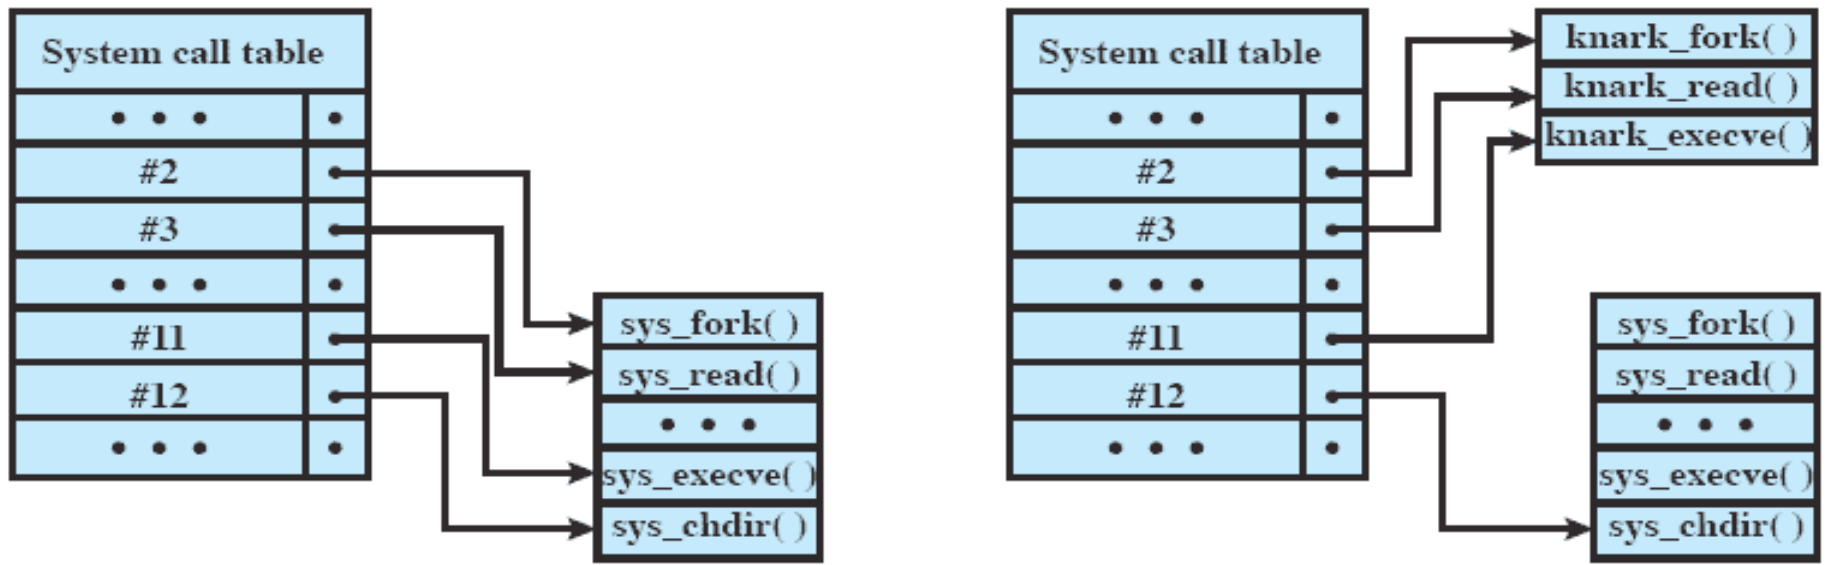 System call table
• • • •
#2
#3
• • • •
#11
#12
• • • •
sys_fork( )
sys_read( )
• • •
sys_execve( )
sys_chdir( )
System call table
• • • •
#2
#3
• • • •
#11
#12
• • • •
knark_fork( )
knark_read( )
knark_execve( )
sys_fork( )
sys_read( )
• • •
sys_execve( )
sys_chdir( )